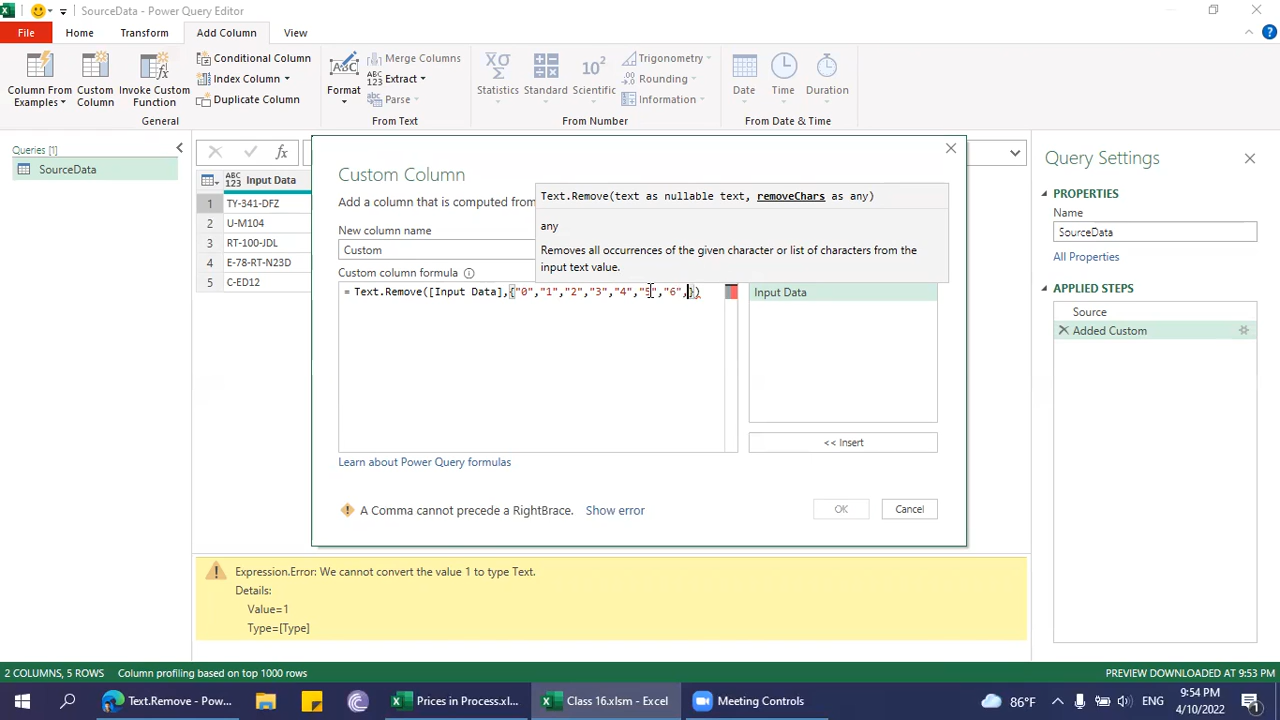 SourceData - Power Query Editor
File Home Transform Add Column View
Column From Examples
Custom Column
Invoke Custom Function
Conditional Column
Index Column
Duplicate Column
General
Format
Merge Columns
Extract
Parse
From Text
Statistics
Standard
Scientific
Trigonometry
Rounding
Information
From Number
Date
Time
Duration
From Date & Time
Queries [1]
SourceData
ABC 123 Input Data
1 TY-341-DFZ
2 U-M104
3 RT-100-JDL
4 E-78-RT-N23D
5 C-ED12
Custom Column
Add a column that is computed from
New column name
Custom
Custom column formula
= Text.Remove([Input Data],{"0","1","2","3","4","5","6",})
Text.Remove(text as nullable text, removeChars as any)
any
Removes all occurrences of the given character or list of characters from the
input text value.
Input Data
<< Insert
Learn about Power Query formulas
A Comma cannot precede a RightBrace. Show error
OK
Cancel
Query Settings
PROPERTIES
Name
SourceData
All Properties
APPLIED STEPS
Source
Added Custom
Expression.Error: We cannot convert the value 1 to type Text.
Details:
Value=1
Type=[Type]
2 COLUMNS, 5 ROWS Column profiling based on top 1000 rows
PREVIEW DOWNLOADED AT 9:53 PM
Text.Remove - Pow...
Prices in Process.xl...
Class 16.xlsm - Excel
Meeting Controls
86°F
ENG
9:54 PM
4/10/2022
1